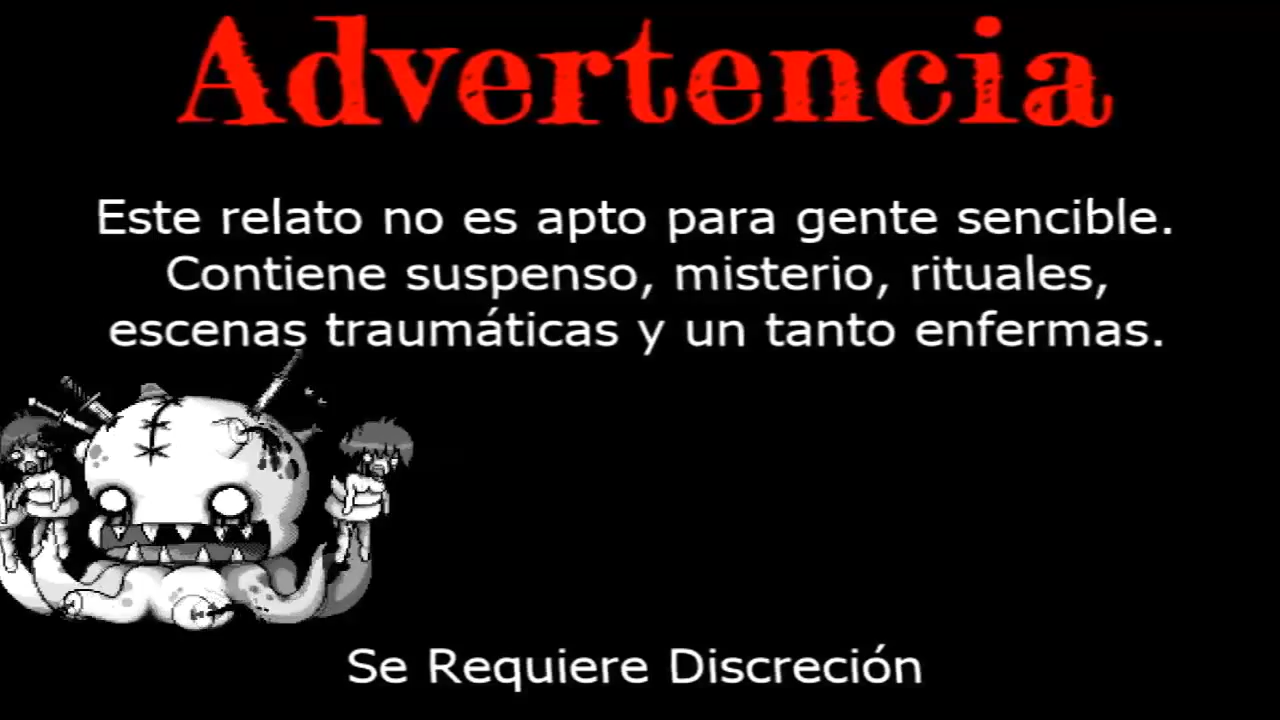 Advertencia
Este relato no es apto para gente sencible.
Contiene suspenso, misterio, rituales,
escenas traumáticas y un tanto enfermas.
Se Requiere Discreción